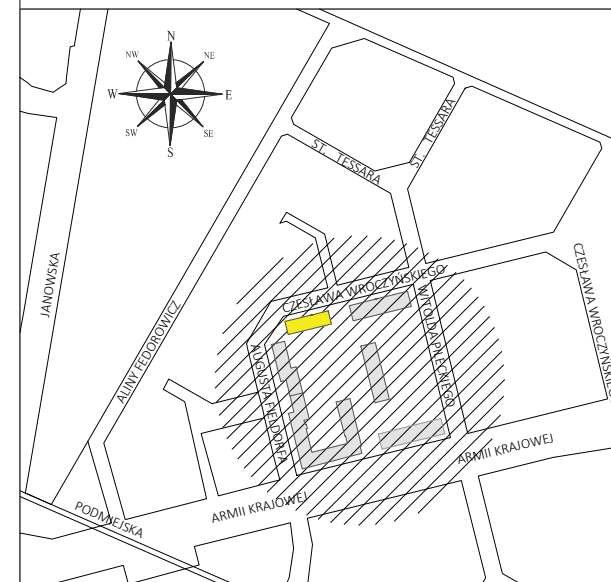 N
NW
NE
W
E
SW
SE
S
ST. TESSARA
ST. TESSARA
JANOWSKA
ALINY FEDOROWICZ
CZESŁAWA WROCZYŃSKIEGO
CZESŁAWA WROCZYŃSKIEGO
WITOLDA PILECKIEGO
AUGUSTA FIELDORFA
ARMII KRAJOWEJ
ARMII KRAJOWEJ
PODMIEJSKA